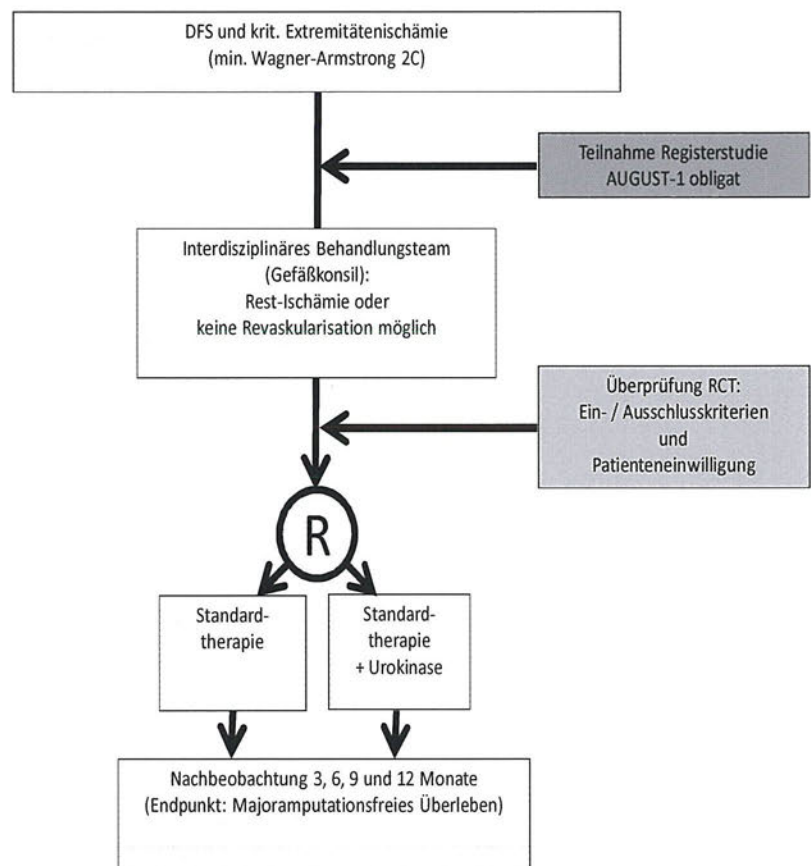 DFS und krit. Extremitätenischämie
(min. Wagner-Armstrong 2C)
Teilnahme Registerstudie
AUGUST-1 obligat
Interdisziplinäres Behandlungsteam
(Gefäßkonsil):
Rest-Ischämie oder
keine Revaskularisation möglich
Überprüfung RCT:
Ein- / Ausschlusskriterien
und
Patienteneinwilligung
R
Standard-
therapie
Standard-
therapie
+ Urokinase
Nachbeobachtung 3, 6, 9 und 12 Monate
(Endpunkt: Majoramputationsfreies Überleben)